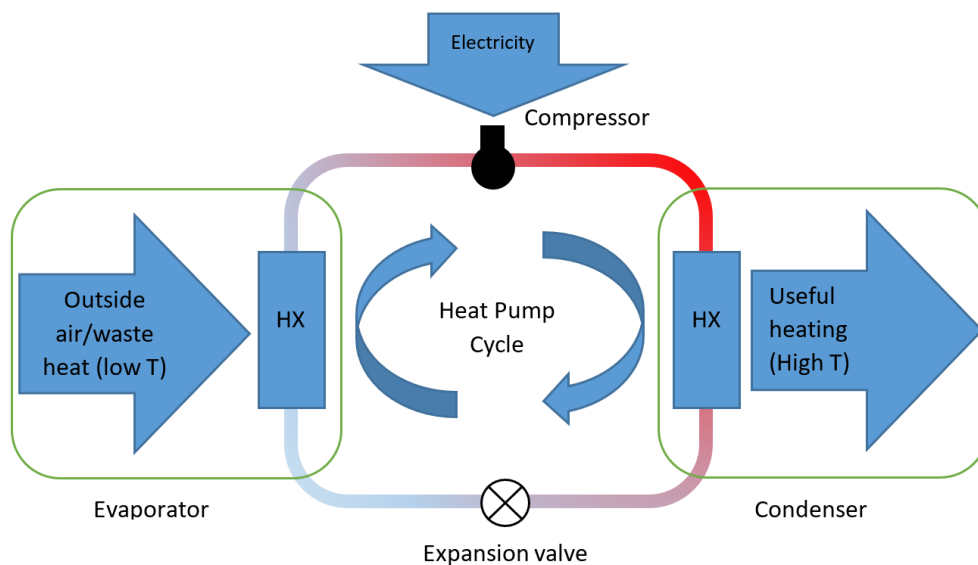 Electricity
Compressor
Outside
air/waste
heat (low T)
HX
Heat Pump
Cycle
HX
Useful
heating
(High T)
Evaporator
Condenser
Expansion valve